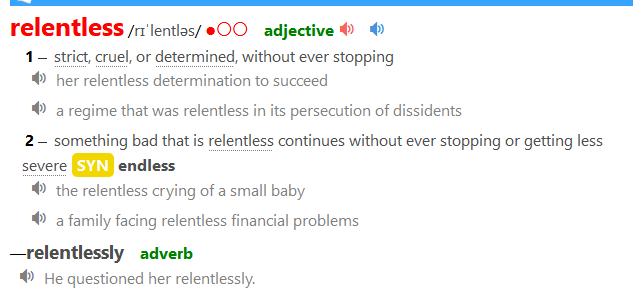 relentless /rɪˈlentləs/ ●○○ adjective
1 – strict, cruel, or determined, without ever stopping
her relentless determination to succeed
a regime that was relentless in its persecution of dissidents
2 – something bad that is relentless continues without ever stopping or getting less
severe SYN endless
the relentless crying of a small baby
a family facing relentless financial problems
—relentlessly adverb
He questioned her relentlessly.